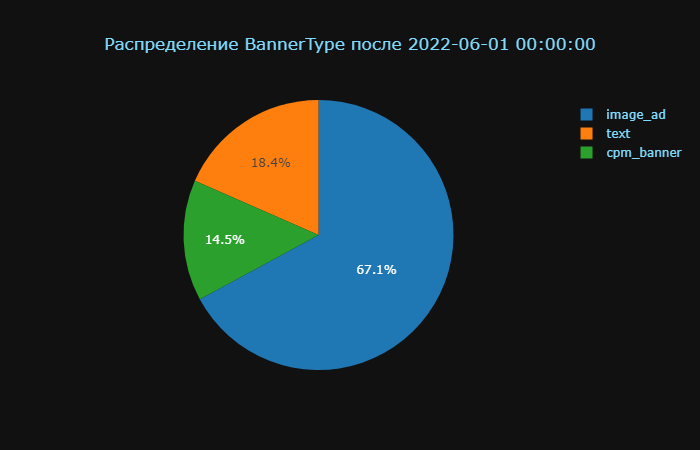 Распределение BannerType после 2022-06-01 00:00:00
image_ad
text
cpm_banner
18.4%
14.5%
67.1%